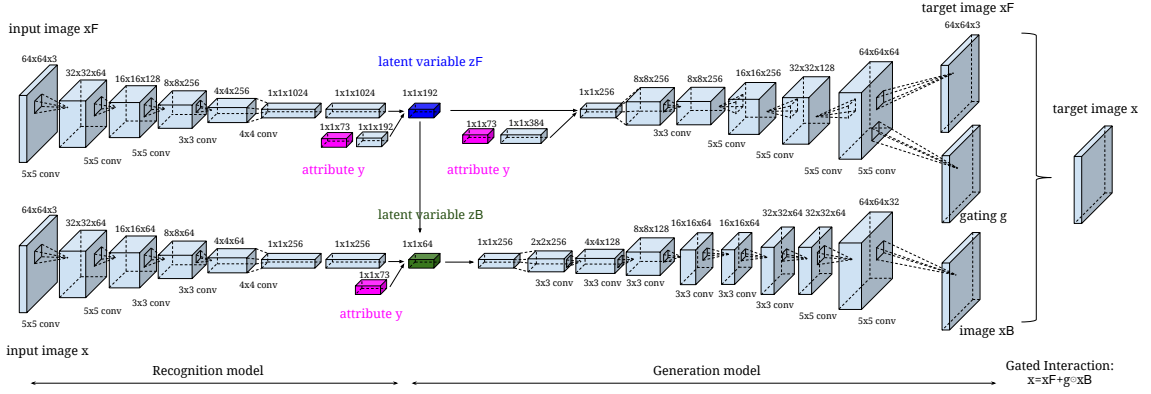 input image xF
64x64x3
32x32x64
16x16x128
8x8x256
4x4x256
1x1x1024
1x1x1024
latent variable zF
1x1x192
1x1x73
1x1x192
attribute y
5x5 conv
5x5 conv
5x5 conv
3x3 conv
4x4 conv
1x1x73
1x1x384
attribute y
1x1x256
8x8x256
8x8x256
16x16x256
32x32x128
64x64x64
3x3 conv
5x5 conv
5x5 conv
5x5 conv
5x5 conv
target image xF
64x64x3
gating g
target image x
64x64x3
32x32x64
16x16x64
8x8x64
4x4x64
1x1x256
1x1x256
latent variable zB
1x1x64
1x1x73
attribute y
5x5 conv
5x5 conv
3x3 conv
3x3 conv
4x4 conv
input image x
1x1x256
2x2x256
4x4x128
8x8x128
16x16x64
16x16x64
32x32x64
32x32x64
64x64x32
3x3 conv
3x3 conv
3x3 conv
3x3 conv
3x3 conv
3x3 conv
5x5 conv
5x5 conv
image xB
Recognition model
Generation model
Gated Interaction:
x=xF+g⊙xB